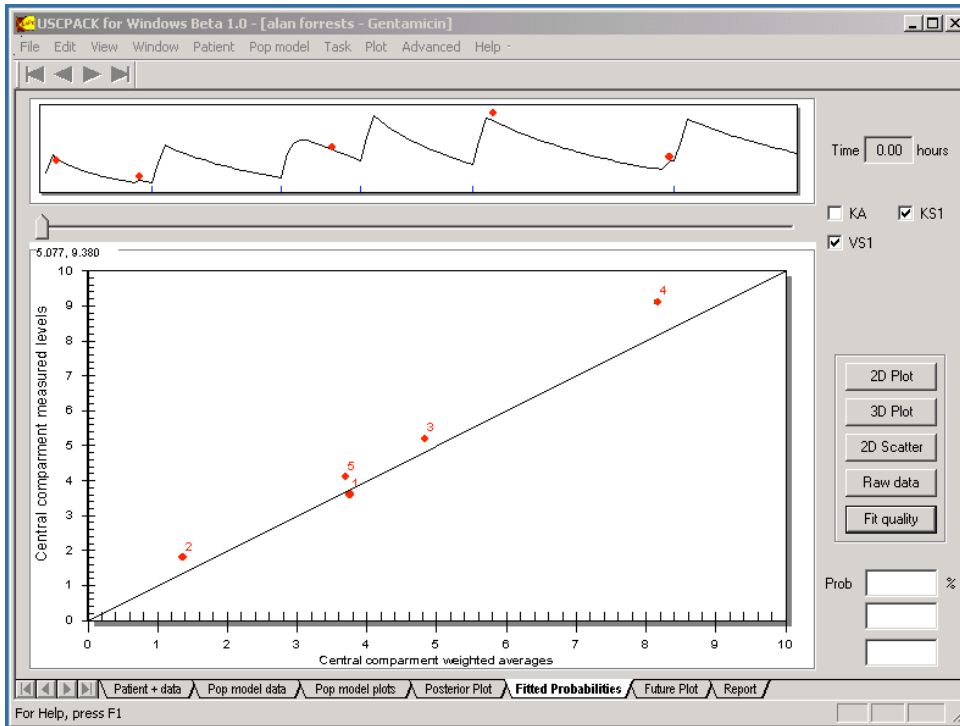 USCPACK for Windows Beta 1.0 - [alan forrests - Gentamicin]
File Edit View Window Patient Pop model Task Plot Advanced Help
Time 0.00 hours
KA KS1
VS1
5.077, 9.380
10
9
8
7
6
5
4
3
2
1
0
Central comparment measured levels
4
3
5
1
2
0 1 2 3 4 5 6 7 8 9 10
Central comparment weighted averages
2D Plot
3D Plot
2D Scatter
Raw data
Fit quality
Prob %
Patient + data Pop model data Pop model plots Posterior Plot Fitted Probabilities Future Plot Report
For Help, press F1